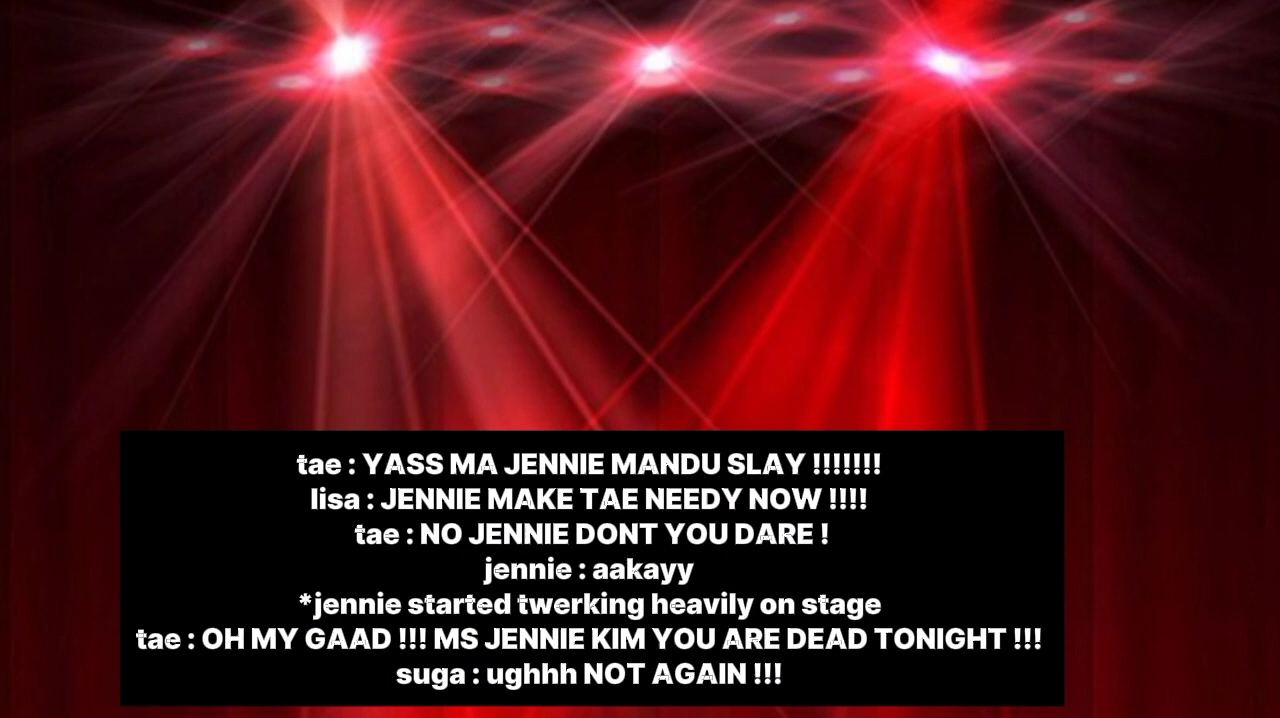 tae : YASS MA JENNIE MANDU SLAY !!!!!!!
lisa : JENNIE MAKE TAE NEEDY NOW !!!!
tae : NO JENNIE DONT YOU DARE !
jennie : aakayy
*jennie started twerking heavily on stage
tae : OH MY GAAD !!! MS JENNIE KIM YOU ARE DEAD TONIGHT !!!
suga : ughhh NOT AGAIN !!!